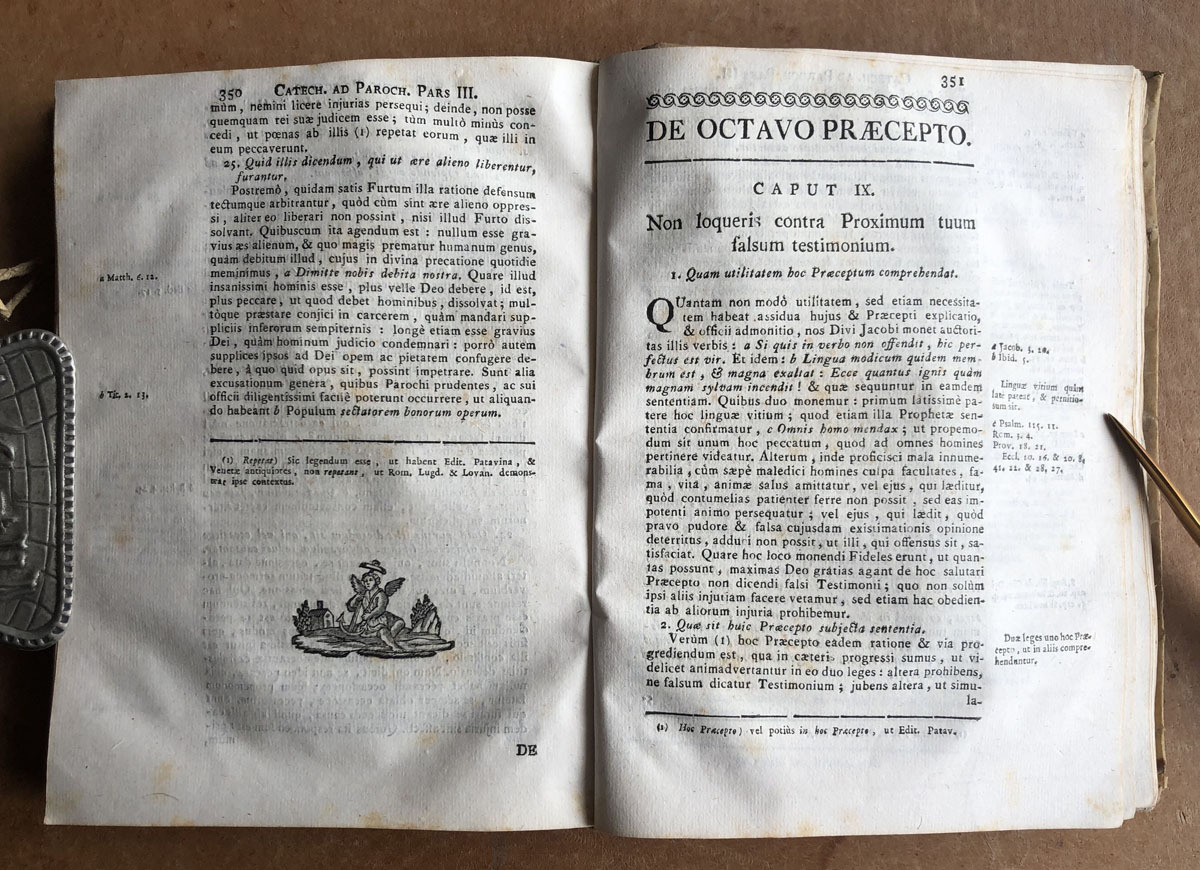 350 CATECH. AD PAROCH. PARS III.
mùm, nemini licere injurias persequi; deinde, non posse
quemquam rei suæ judicem esse; tùm multò minùs con-
cedi, ut pœnas ab illis (1) repetat eorum, quæ illi in
eum peccaverunt.
25. Quid illis dicendum, qui ut ære alieno liberentur,
furantur.
Postremò, quidam satis Furtum illa ratione defensum
tectumque arbitrantur, quòd cùm sint ære alieno oppres-
si, aliter eo liberari non possint, nisi illud Furto dis-
solvant. Quibuscum ita agendum est: nullum esse gra-
vius æs alienum, & quo magis prematur humanum genus,
quàm debitum illud, cujus in divina precatione quotidie
meminimus, a Dimitte nobis debita nostra. Quare illud
insanissimi hominis esse, plus velle Deo debere, id est,
plus peccare, ut quod debet hominibus, dissolvat; mul-
tòque præstare conjici in carcerem, quàm mandari sup-
pliciis inferorum sempiternis: longè etiam esse gravius
Dei, quàm hominum judicio condemnari: porrò autem
supplices ipsos ad Dei opem ac pietatem confugere de-
bere, à quo quid opus sit, possint impetrare. Sunt alia
excusationum genera, quibus Parochi prudentes, ac sui
officii diligentissimi facilè poterunt occurrere, ut aliquan-
do habeant b Populum sectatorem bonorum operum.
a Matth. 6. 12.
b Tit. 2. 13.
(1) Repetat) Sic legendum esse, ut habent Edit. Patavina, &
Venetæ antiquiores, non repetant, ut Rom. Lugd. & Lovan. demons-
trat ipse contextus.
DE
351
DE OCTAVO PRÆCEPTO.
CAPUT IX.
Non loqueris contra Proximum tuum
falsum testimonium.
1. Quam utilitatem hoc Præceptum comprehendat.
QUantam non modò utilitatem, sed etiam necessita-
tem habeat assidua hujus & Præcepti explicatio,
& officii admonitio, nos Divi Jacobi monet auctori-
tas illis verbis: a Si quis in verbo non offendit, hic per-
fectus est vir. Et idem: b Lingua modicum quidem mem-
brum est, & magna exaltat: Ecce quantus ignit quàm
magnam sylvam incendit! & quæ sequuntur in eamdem
sententiam. Quibus duo monemur: primum latissimè pa-
tere hoc linguæ vitium; quod etiam illa Prophetæ sen-
tentia confirmatur, c Omnis homo mendax; ut propemo-
dum sit unum hoc peccatum, quod ad omnes homines
pertinere videatur. Alterum, inde proficisci mala innume-
rabilia, cùm sæpè maledici homines culpa facultates, fa-
ma, vita, animæ salus amittatur, vel ejus, qui læditur,
quòd contumelias patienter ferre non possit, sed eas im-
potenti animo persequatur; vel ejus, qui lædit, quòd
pravo pudore & falsa cujusdam existimationis opinione
deterritus, adduci non possit, ut illi, qui offensus sit, sa-
tisfaciat. Quare hoc loco monendi Fideles erunt, ut quan-
tas possunt, maximas Deo gratias agant de hoc salutari
Præcepto non dicendi falsi Testimonii; quo non solùm
ipsi aliis injutiam facere vetamur, sed etiam hac obedien-
tia ab aliorum injuria prohibemur.
2. Quæ sit huic Præcepto subjecta sententia.
Verùm (1) hoc Præcepto eadem ratione & via pro-
grediendum est, qua in cæteris progressi sumus, ut vi-
delicet animadvertantur in eo duo leges: altera prohibens,
ne falsum dicatur Testimonium; jubens altera, ut simu-
la-
a Jacob. 3. 10.
b Ibid. 5.
Linguæ vitium quàm
latè pateat, & pernitio-
sum sit.
c Psalm. 115. 11.
Rom. 3. 4.
Prov. 18. 21.
Eccl. 10. 16. & 20. 8,
41. 22. & 28, 27.
Duæ leges uno hoc Præ-
cepto, ut in aliis compre-
hendantur.
(1) Hoc Præcepto) vel potiùs in hoc Præcepto, ut Edit. Patav.